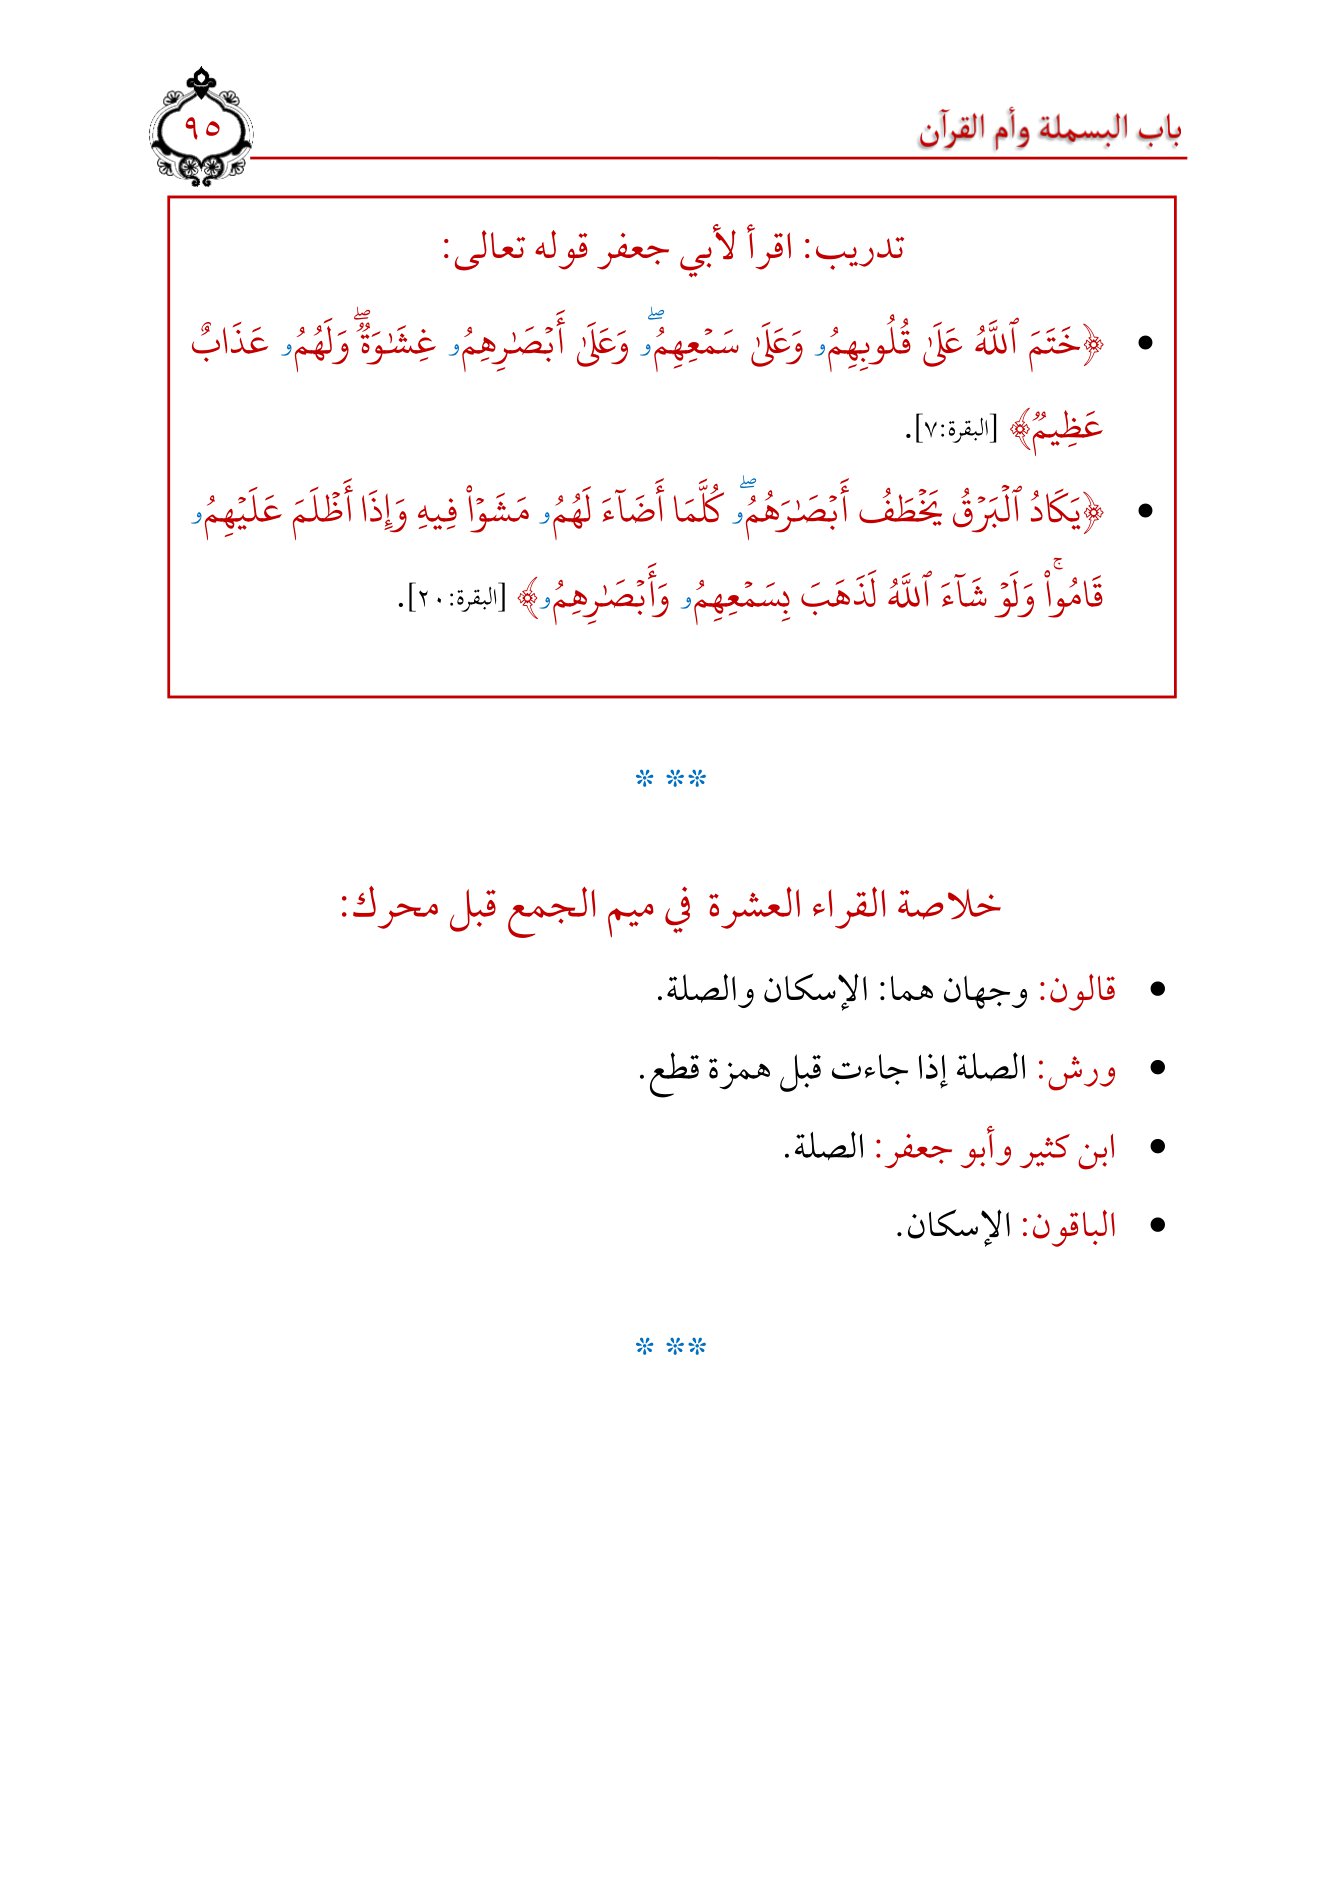 باب البسملة وأم القرآن
٩٥
تدريب: اقرأ لأبي جعفر قوله تعالى:
• ﴿خَتَمَ ٱللَّهُ عَلَىٰ قُلُوبِهِمُۥ وَعَلَىٰ سَمۡعِهِمُۥۖ وَعَلَىٰٓ أَبۡصَٰرِهِمُۥ غِشَٰوَةٞۖ وَلَهُمُۥ عَذَابٌ
عَظِيمٞ﴾ [البقرة:٧].
• ﴿يَكَادُ ٱلۡبَرۡقُ يَخۡطَفُ أَبۡصَٰرَهُمُۥۖ كُلَّمَآ أَضَآءَ لَهُمُۥ مَشَوۡاْ فِيهِ وَإِذَآ أَظۡلَمَ عَلَيۡهِمُۥ
قَامُواْۚ وَلَوۡ شَآءَ ٱللَّهُ لَذَهَبَ بِسَمۡعِهِمُۥ وَأَبۡصَٰرِهِمُۥ﴾ [البقرة:٢٠].
** *
خلاصة القراء العشرة في ميم الجمع قبل محرك:
• قالون: وجهان هما: الإسكان والصلة.
• ورش: الصلة إذا جاءت قبل همزة قطع.
• ابن كثير وأبو جعفر: الصلة.
• الباقون: الإسكان.
** *